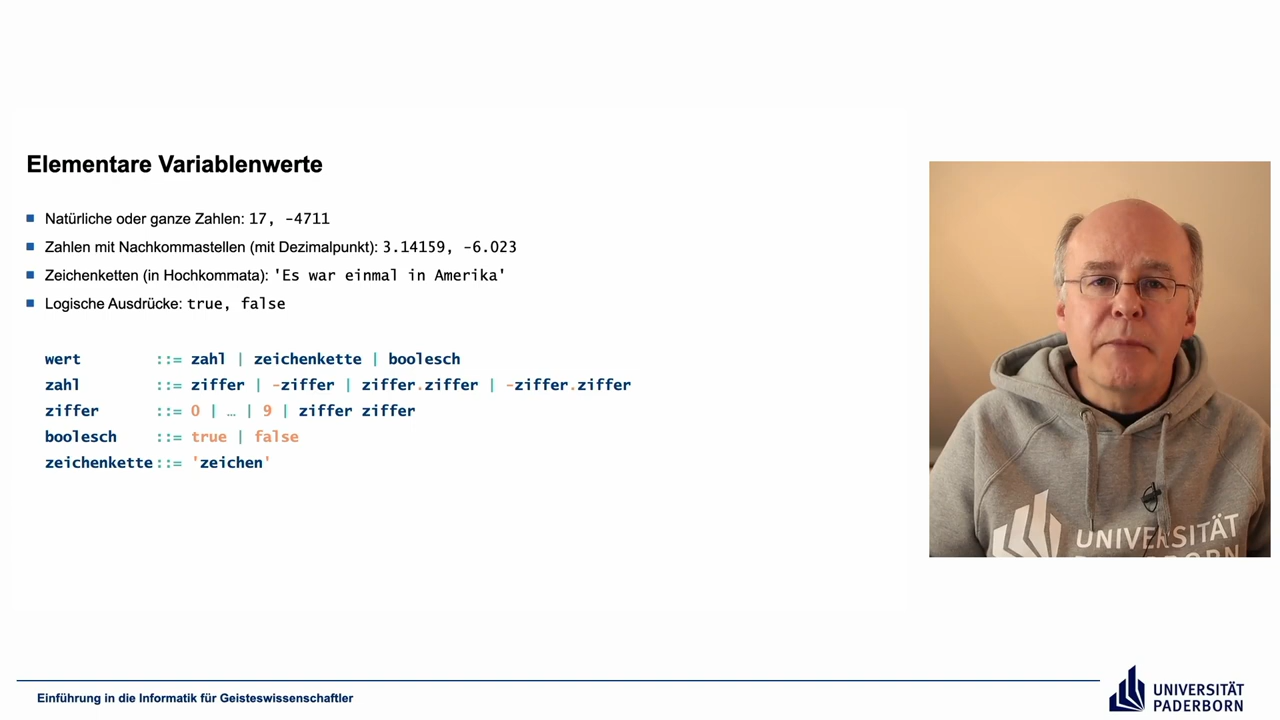 Elementare Variablenwerte
Natürliche oder ganze Zahlen: 17, -4711
Zahlen mit Nachkommastellen (mit Dezimalpunkt): 3.14159, -6.023
Zeichenketten (in Hochkommata): 'Es war einmal in Amerika'
Logische Ausdrücke: true, false
wert ::= zahl | zeichenkette | boolesch
zahl ::= ziffer | -ziffer | ziffer.ziffer | -ziffer.ziffer
ziffer ::= 0 | … | 9 | ziffer ziffer
boolesch ::= true | false
zeichenkette ::= 'zeichen'
UNIVERSITÄT
PADERBORN
Einführung in die Informatik für Geisteswissenschaftler
UNIVERSITÄT
PADERBORN